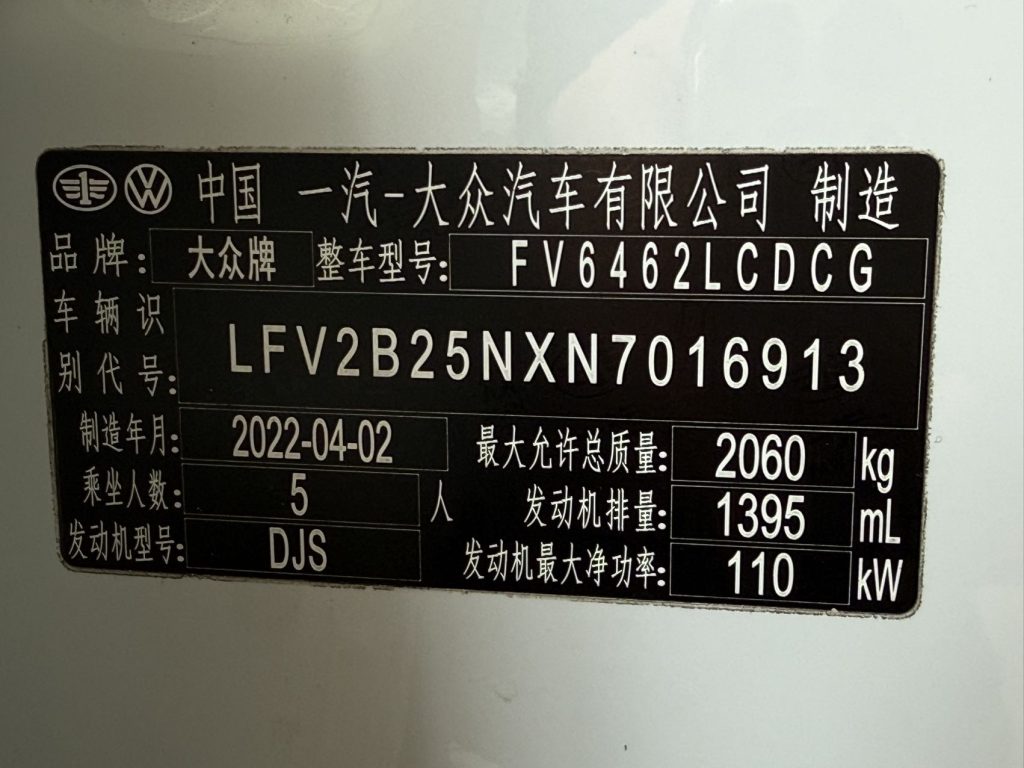 中国 一汽-大众汽车有限公司 制造
品牌: 大众牌 整车型号: FV6462LCDCG
车辆识别代号: LFV2B25NXN7016913
制造年月: 2022-04-02 最大允许总质量: 2060 kg
乘坐人数: 5 人 发动机排量: 1395 mL
发动机型号: DJS 发动机最大净功率: 110 kW